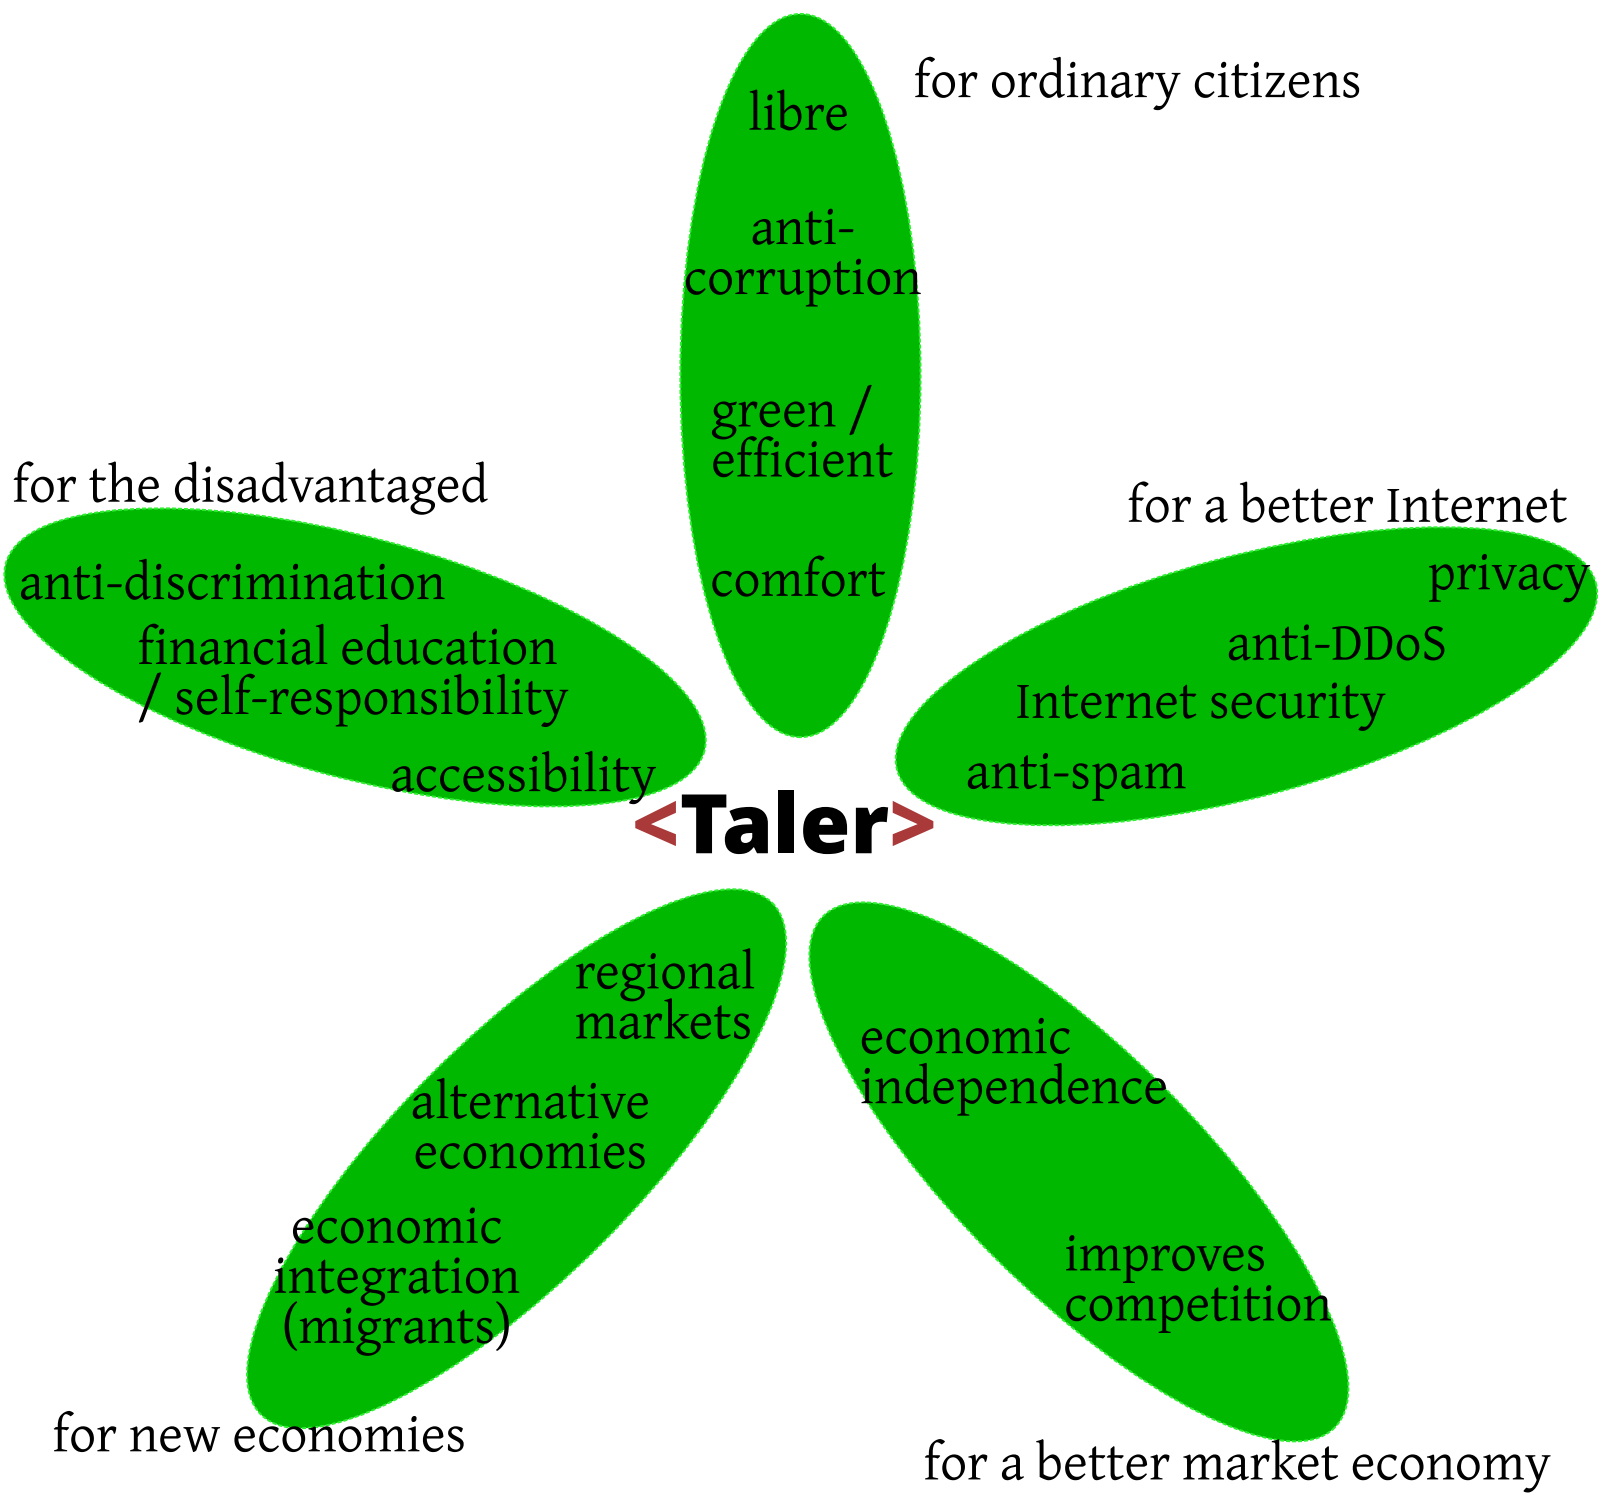 for ordinary citizens
libre
anti-
corruption
green /
efficient
comfort
for the disadvantaged
anti-discrimination
financial education
/ self-responsibility
accessibility
for a better Internet
privacy
anti-DDoS
Internet security
anti-spam
<Taler>
regional
markets
alternative
economies
economic
integration
(migrants)
for new economies
economic
independence
improves
competition
for a better market economy